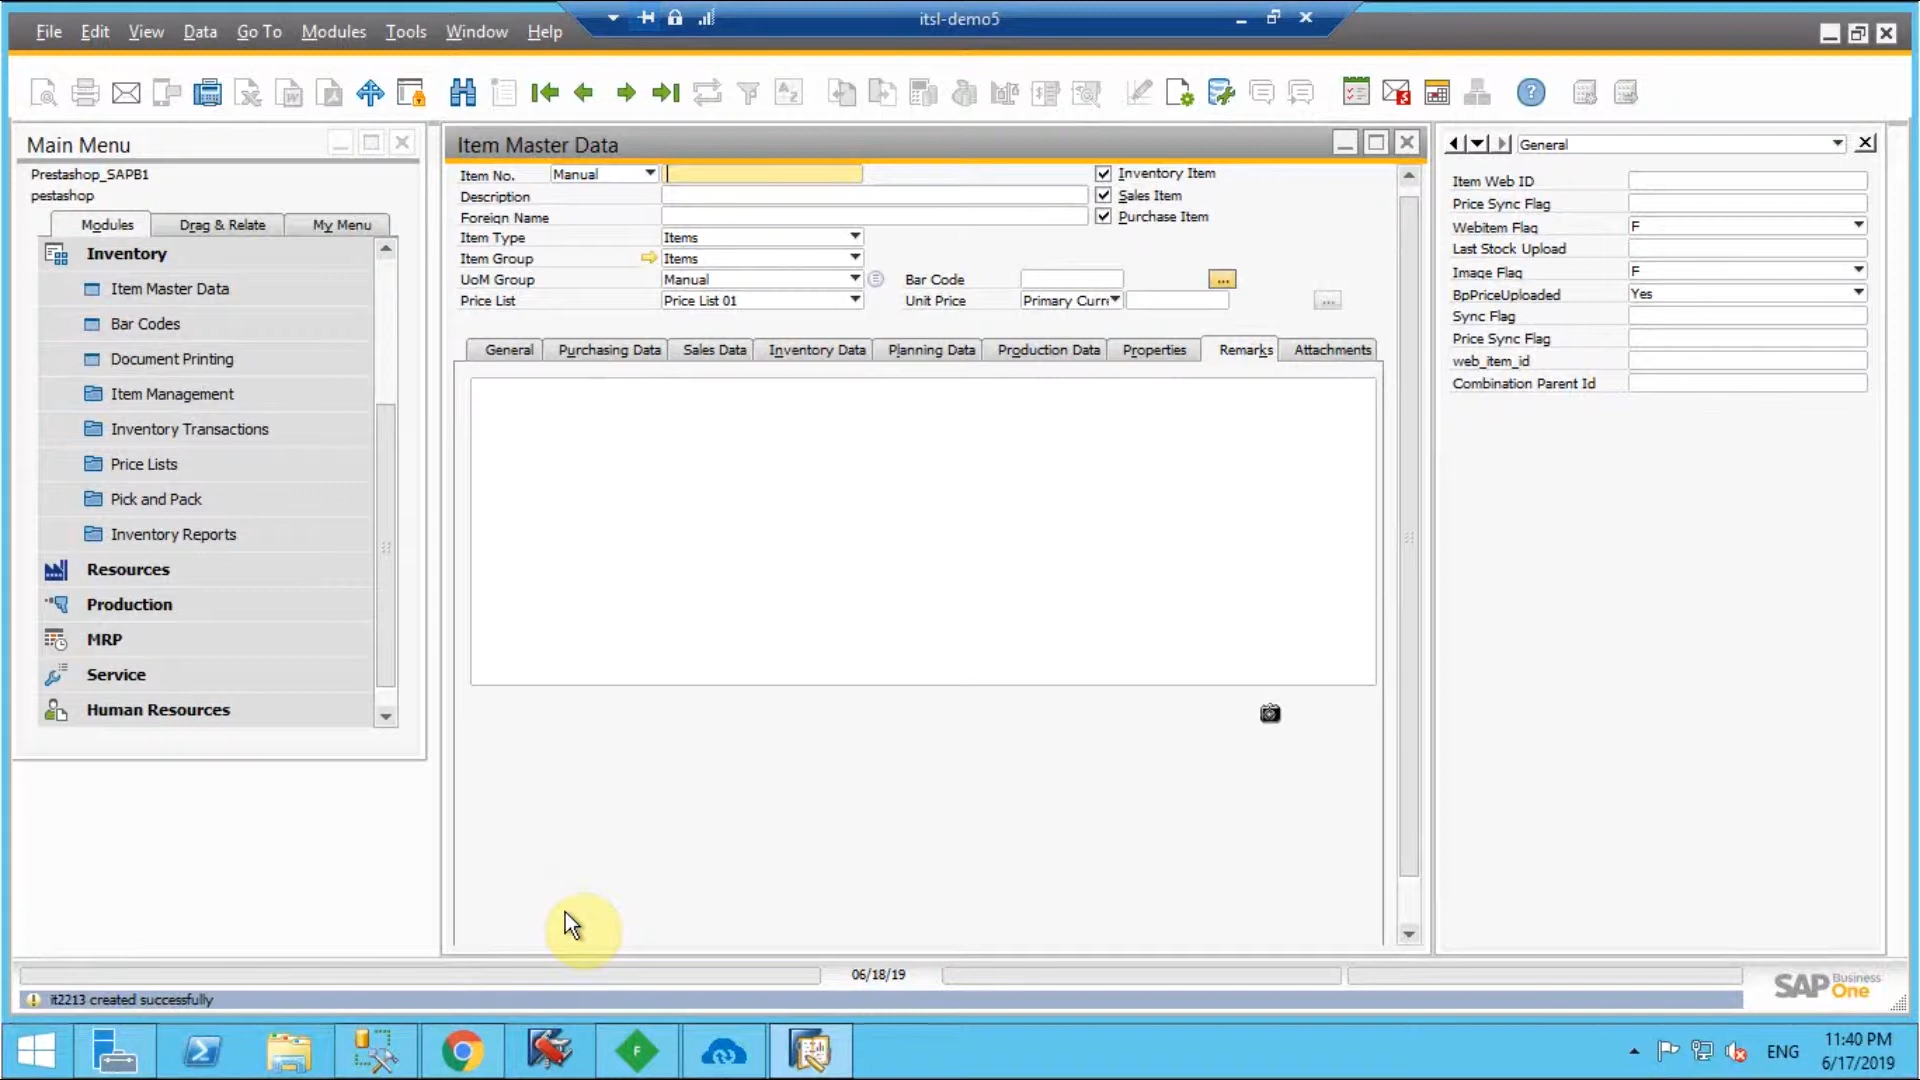 itsl-demo5
File Edit View Data Go To Modules Tools Window Help
Main Menu
Prestashop_SAPB1
pestashop
Modules Drag & Relate My Menu
Inventory
Item Master Data
Bar Codes
Document Printing
Item Management
Inventory Transactions
Price Lists
Pick and Pack
Inventory Reports
Resources
Production
MRP
Service
Human Resources
Item Master Data
Item No. Manual
Description
Foreign Name
Item Type Items
Item Group Items
UoM Group Manual Bar Code ...
Price List Price List 01 Unit Price Primary Curr ...
Inventory Item
Sales Item
Purchase Item
General Purchasing Data Sales Data Inventory Data Planning Data Production Data Properties Remarks Attachments
General
Item Web ID
Price Sync Flag
Webitem Flag F
Last Stock Upload
Image Flag F
BpPriceUploaded Yes
Sync Flag
Price Sync Flag
web_item_id
Combination Parent Id
06/18/19
it2213 created successfully
SAP Business One
ENG
11:40 PM
6/17/2019